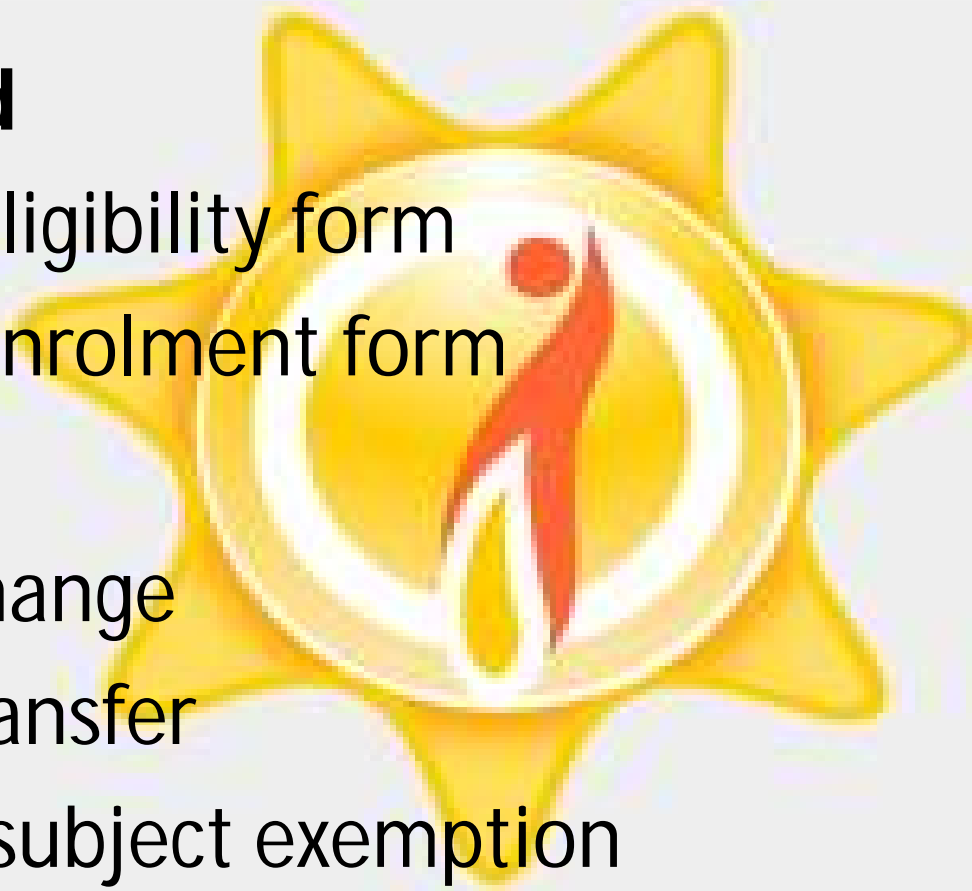 d
ligibility form
nrolment form
hange
ansfer
subject exemption